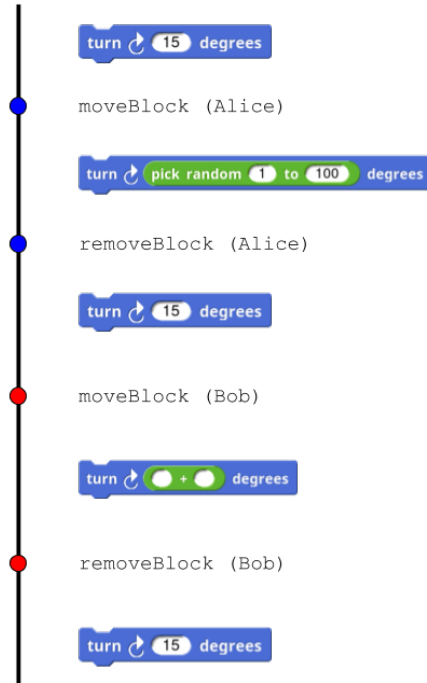 turn 15 degrees
moveBlock (Alice)
turn pick random 1 to 100 degrees
removeBlock (Alice)
turn 15 degrees
moveBlock (Bob)
turn + degrees
removeBlock (Bob)
turn 15 degrees